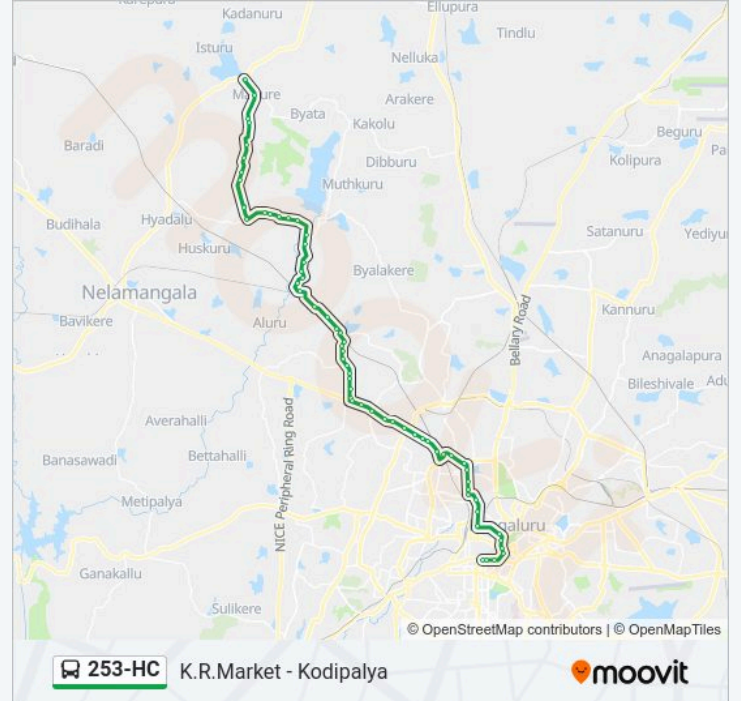 Karepura
Kadanuru
Ellupura
Tindlu
Isturu
Nelluka
Arakere
Byata
Kakolu
Beguru
Baradi
Dibburu
Kolipura
Muthkuru
Budihala
Hyadalu
Satanuru
Huskuru
Byalakere
Nelamangala
Kannuru
Bavikere
Aluru
Bellary Road
Anagalapura
Bileshivale
Averahalli
NICE Peripheral Ring Road
Bettahalli
Banasawadi
Metipalya
galuru
Ganakallu
Sulikere
© OpenStreetMap contributors | © OpenMapTiles
253-HC K.R.Market - Kodipalya
moovit